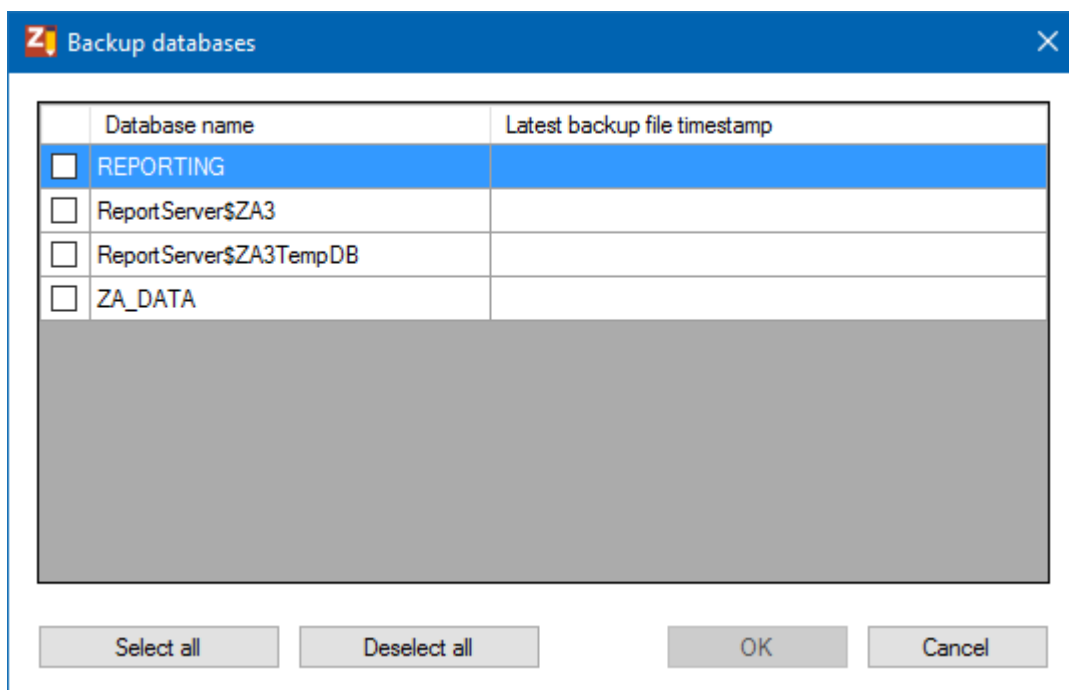 Z Backup databases
Database name Latest backup file timestamp
REPORTING
ReportServer$ZA3
ReportServer$ZA3TempDB
ZA_DATA
Select all Deselect all OK Cancel